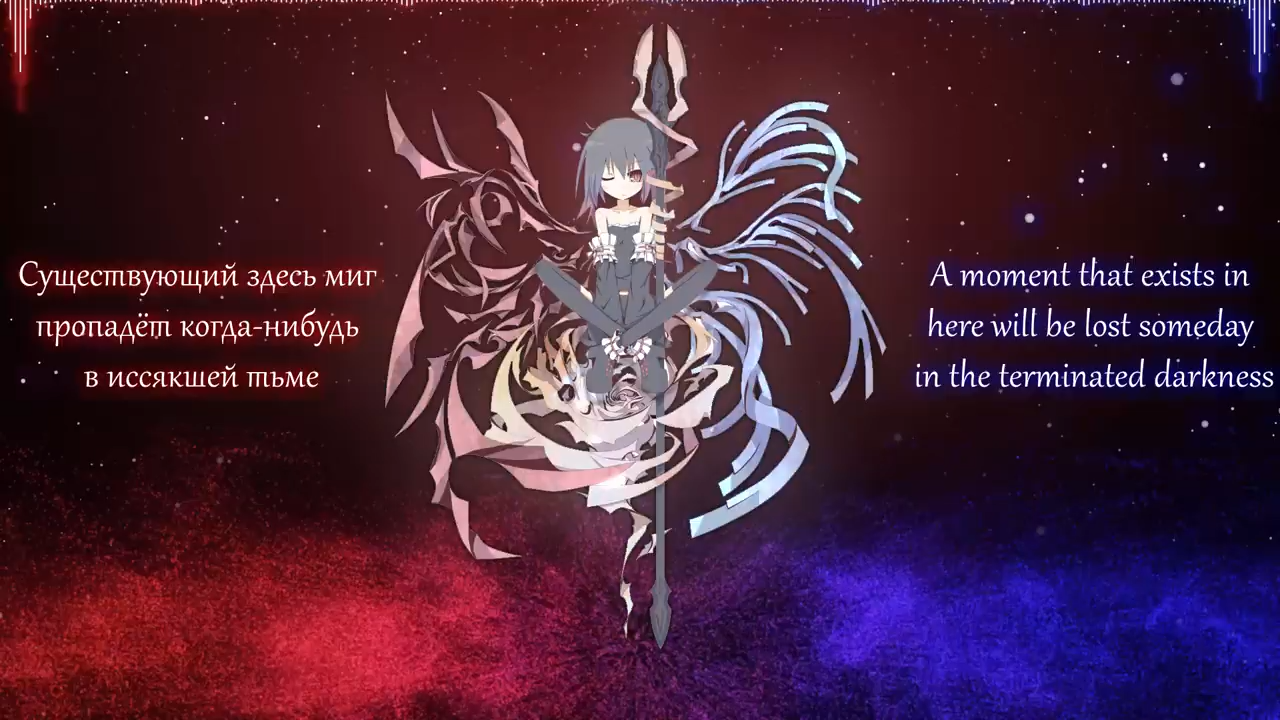 Существующий здесь миг
пропадёт когда-нибудь
в иссякшей тьме
A moment that exists in
here will be lost someday
in the terminated darkness